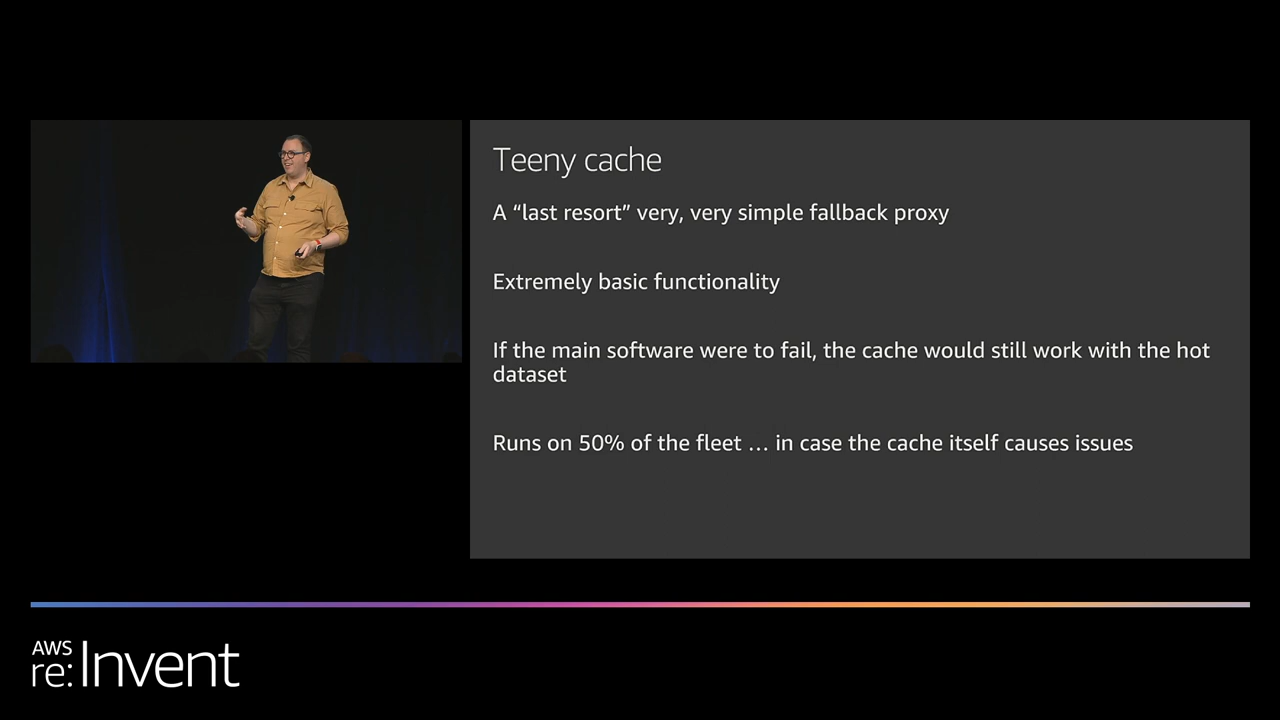 Teeny cache
A “last resort” very, very simple fallback proxy
Extremely basic functionality
If the main software were to fail, the cache would still work with the hot
dataset
Runs on 50% of the fleet … in case the cache itself causes issues
AWS
re:Invent